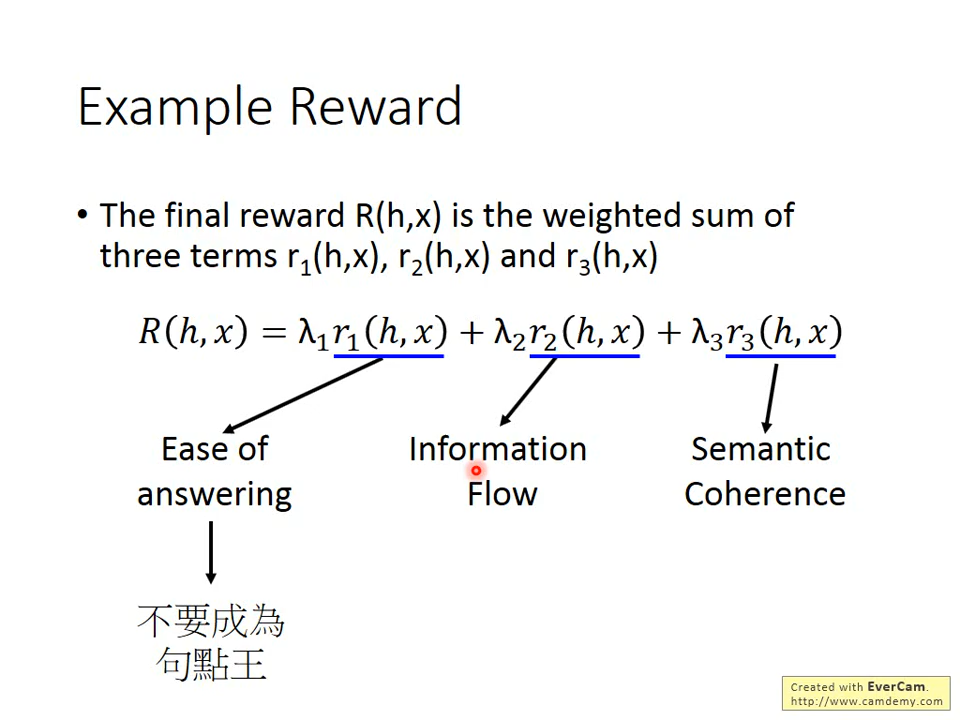 Example Reward
• The final reward R(h,x) is the weighted sum of
three terms r₁(h,x), r₂(h,x) and r₃(h,x)
R(h, x) = λ₁r₁(h, x) + λ₂r₂(h, x) + λ₃r₃(h, x)
Ease of
answering
Information
Flow
Semantic
Coherence
不要成為
句點王
Created with EverCam.
http://www.camdemy.com